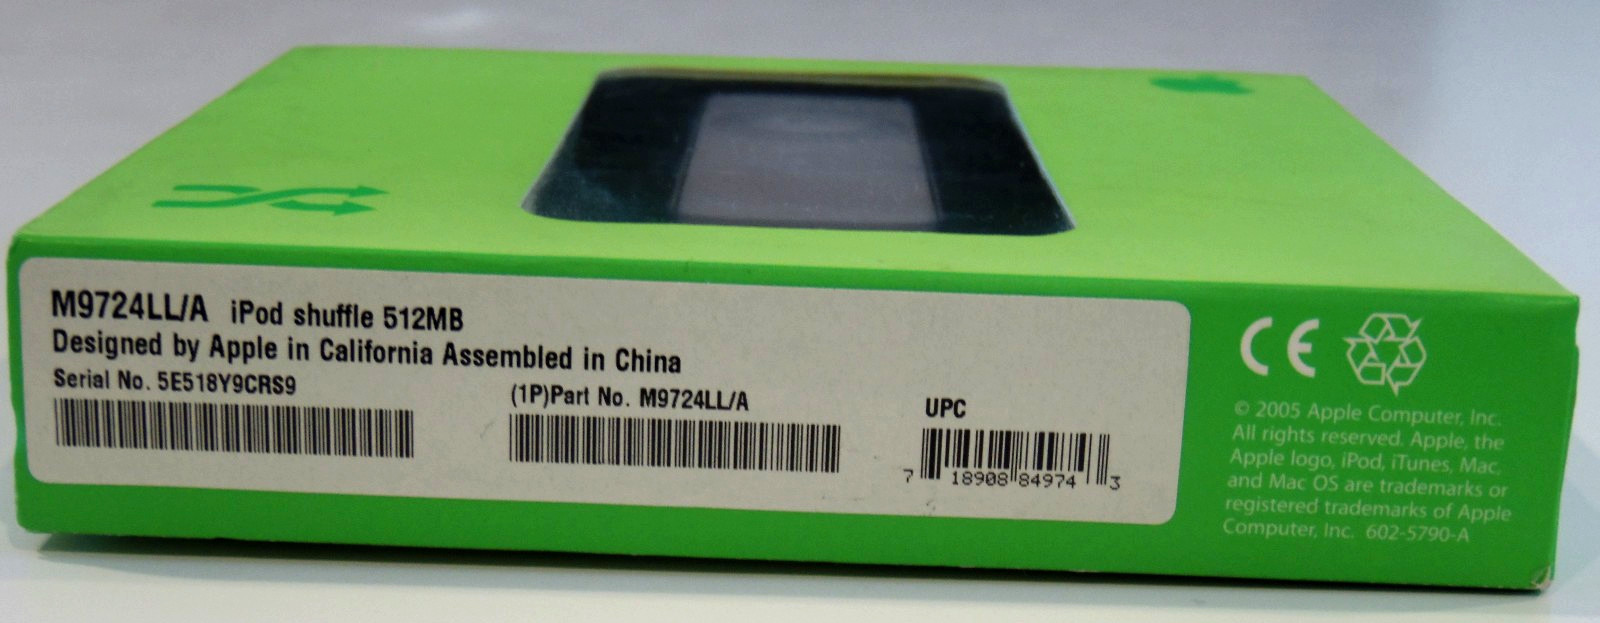 M9724LL/A iPod shuffle 512MB
Designed by Apple in California Assembled in China
Serial No. 5E518Y9CRS9
(1P)Part No. M9724LL/A
UPC
7 18908 84974 3
CE
© 2005 Apple Computer, Inc.
All rights reserved. Apple, the
Apple logo, iPod, iTunes, Mac,
and Mac OS are trademarks or
registered trademarks of Apple
Computer, Inc. 602-5790-A